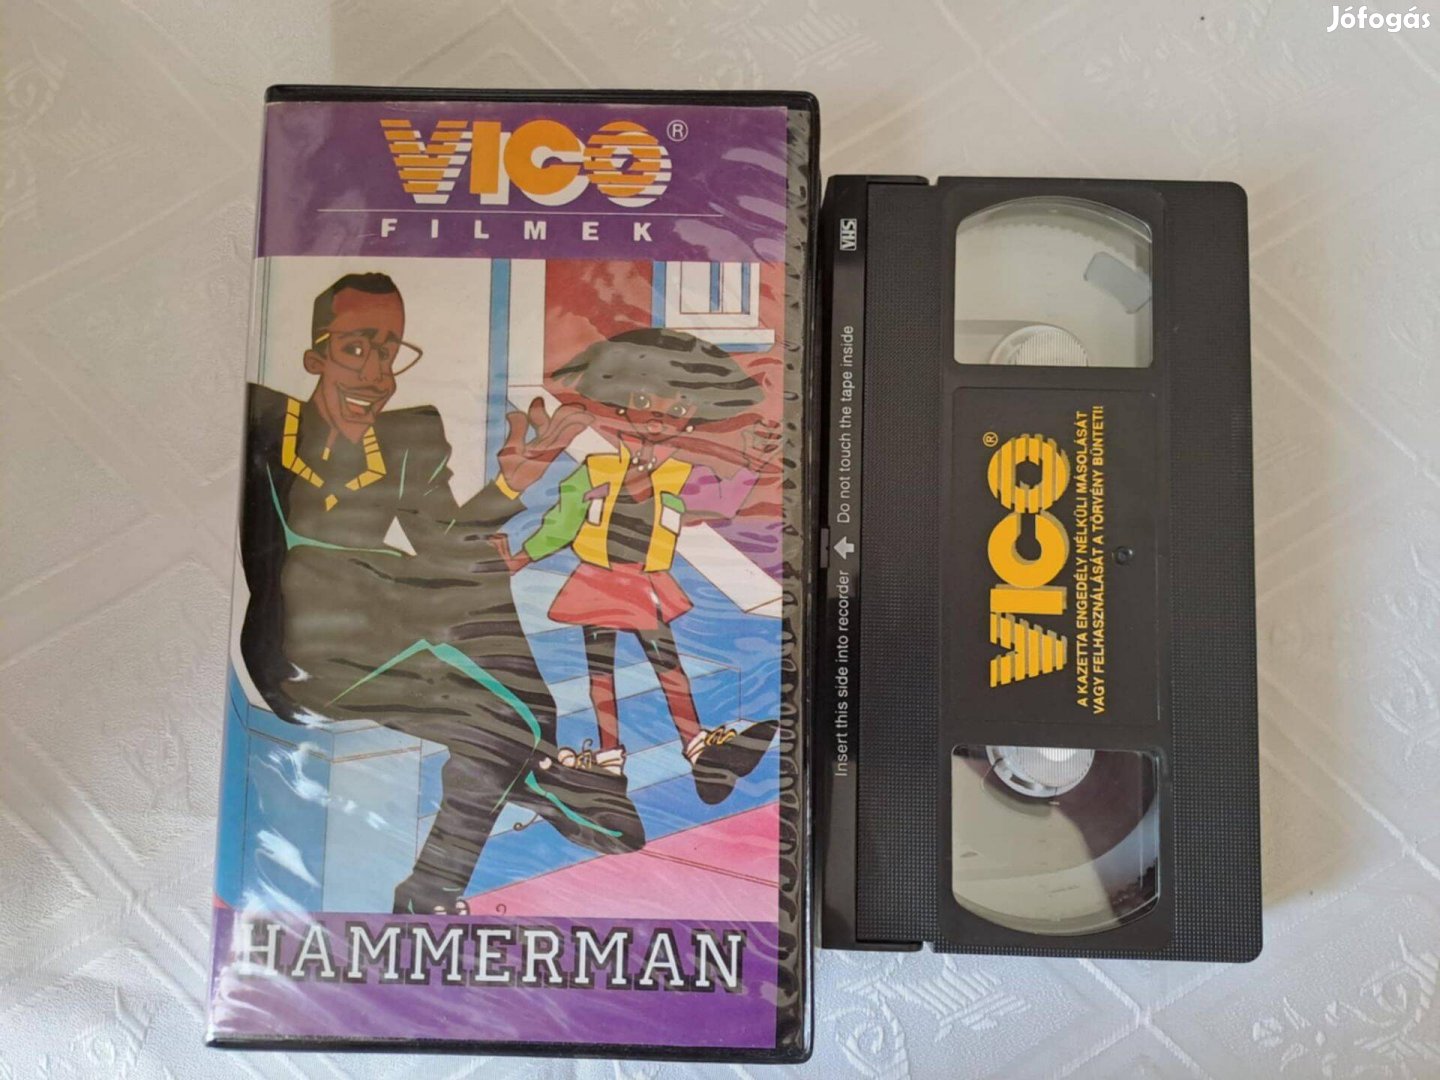 Jófogás
VICO®
FILMEK
HAMMERMAN
VHS
Insert this side into recorder Do not touch the tape inside
VICO®
A KAZETTA ENGEDÉLY NÉLKÜLI MÁSOLÁSÁT
VAGY FELHASZNÁLÁSÁT A TÖRVÉNY BÜNTETI!